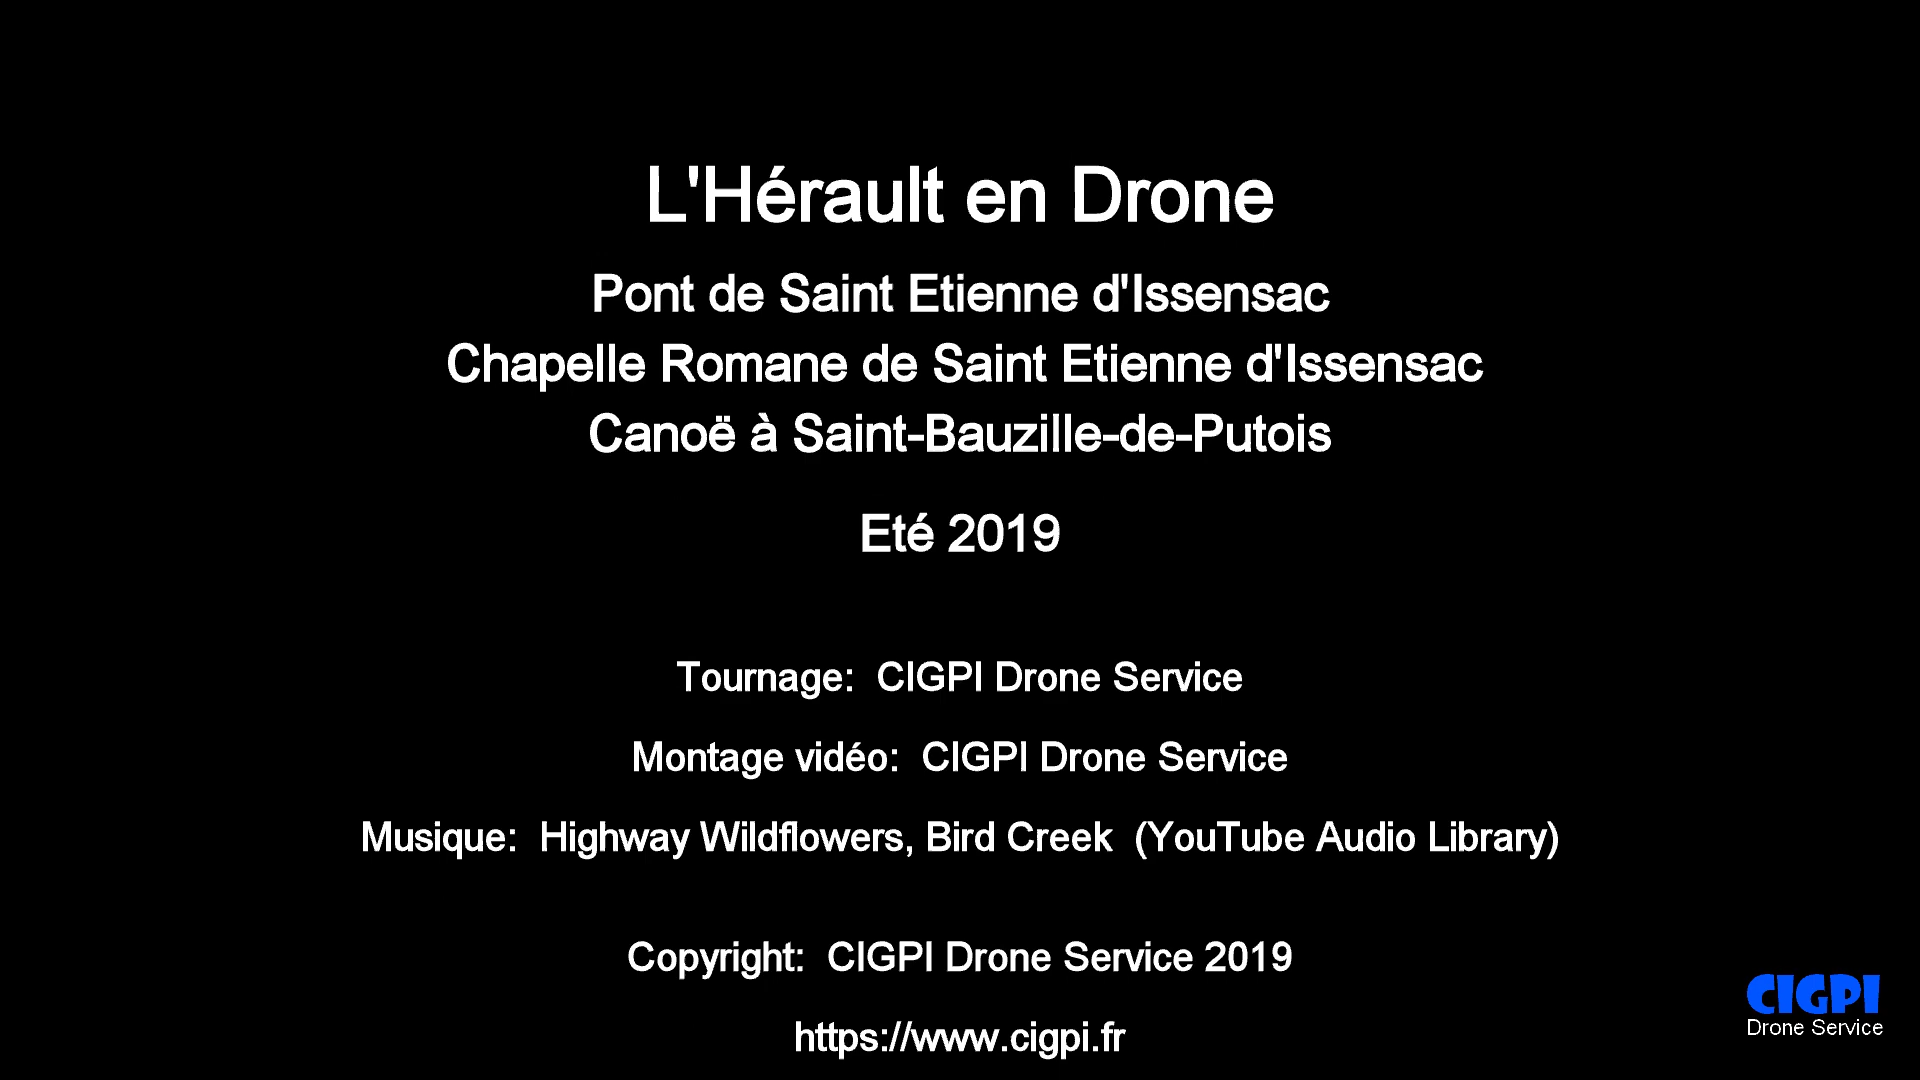 L'Hérault en Drone
Pont de Saint Etienne d'Issensac
Chapelle Romane de Saint Etienne d'Issensac
Canoë à Saint-Bauzille-de-Putois
Eté 2019
Tournage:  CIGPI Drone Service
Montage vidéo:  CIGPI Drone Service
Musique:  Highway Wildflowers, Bird Creek  (YouTube Audio Library)
Copyright:  CIGPI Drone Service 2019
https://www.cigpi.fr
CIGPI
Drone Service